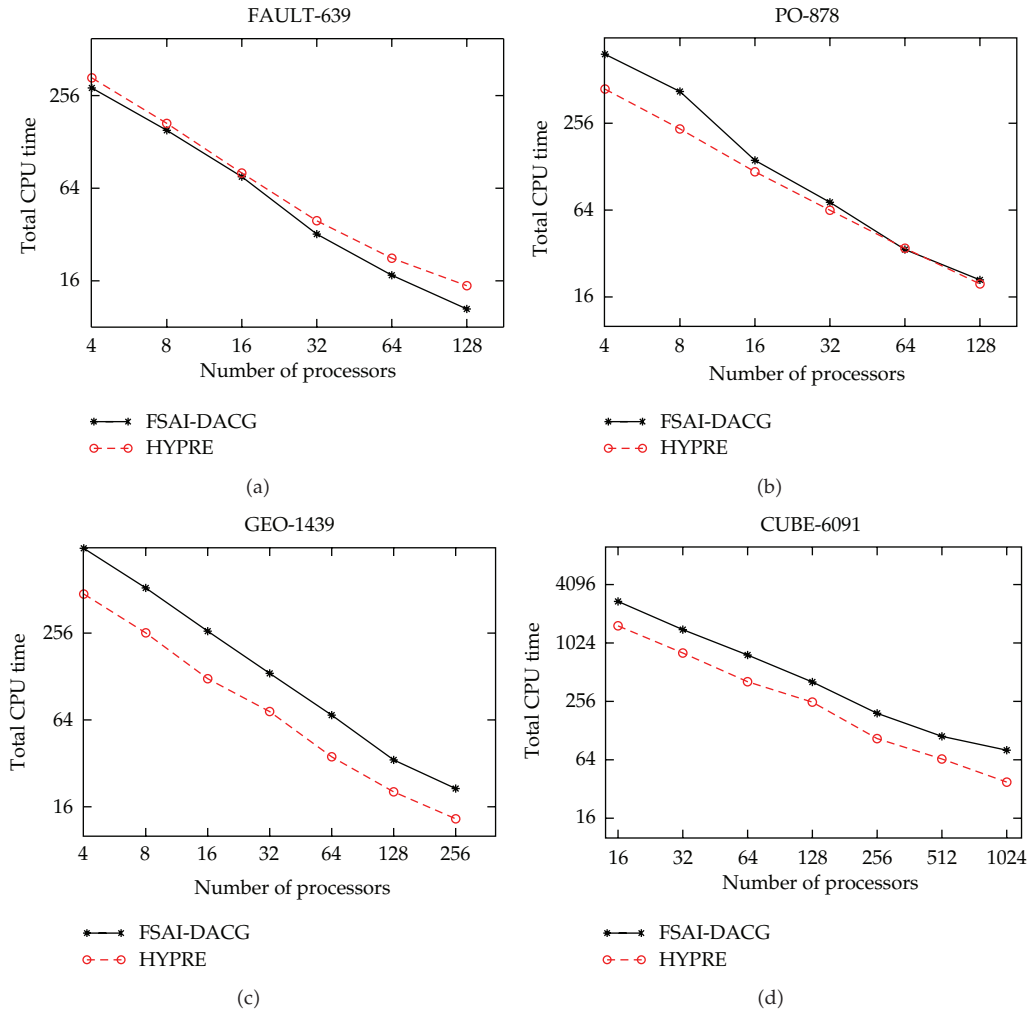 FAULT-639
256
64
16
Total CPU time
4 8 16 32 64 128
Number of processors
FSAI-DACG
HYPRE
(a)
PO-878
256
64
16
Total CPU time
4 8 16 32 64 128
Number of processors
FSAI-DACG
HYPRE
(b)
GEO-1439
256
64
16
Total CPU time
4 8 16 32 64 128 256
Number of processors
FSAI-DACG
HYPRE
(c)
CUBE-6091
4096
1024
256
64
16
Total CPU time
16 32 64 128 256 512 1024
Number of processors
FSAI-DACG
HYPRE
(d)